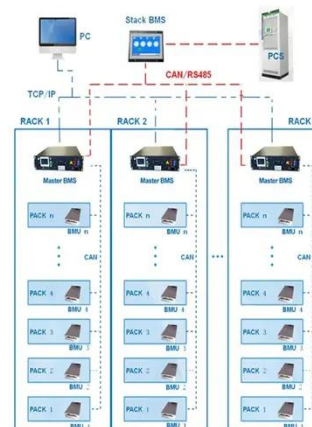 PC
Stack BMS
PCS
CAN/RS485
TCP/IP
RACK 1
RACK 2
RACK
Master BMS
Master BMS
Master BMS
PACK n
BMU n
PACK n
BMU n
PACK n
BMU n
CAN
CAN
CAN
PACK 4
BMU 4
PACK 4
BMU 4
PACK 4
BMU 4
PACK 3
BMU 3
PACK 3
BMU 3
PACK 3
BMU 3
PACK 2
BMU 2
PACK 2
BMU 2
PACK 2
BMU 2
PACK 1
PACK 1
PACK 1